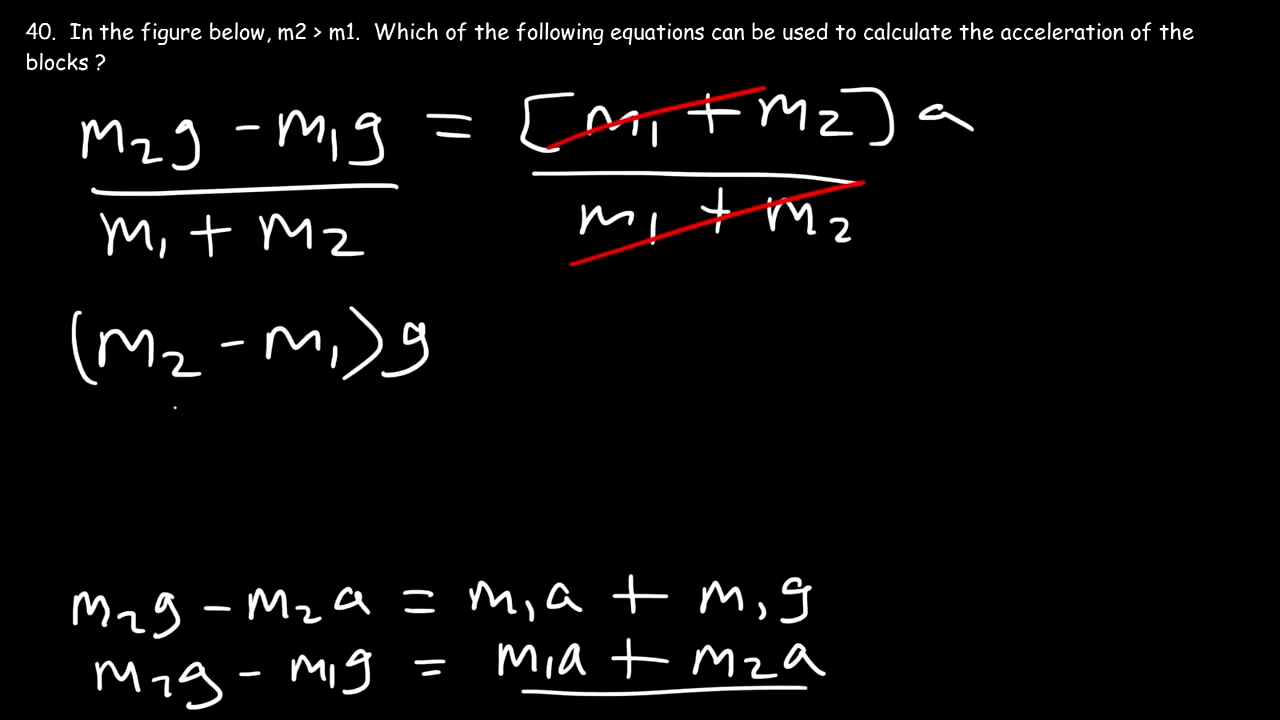 40. In the figure below, m2 > m1. Which of the following equations can be used to calculate the acceleration of the
blocks ?
m₂g - m₁g = [m₁ + m₂] a
m₁ + m₂ m₁ + m₂
(m₂ - m₁)g
m₂g - m₂a = m₁a + m₁g
m₂g - m₁g = m₁a + m₂a